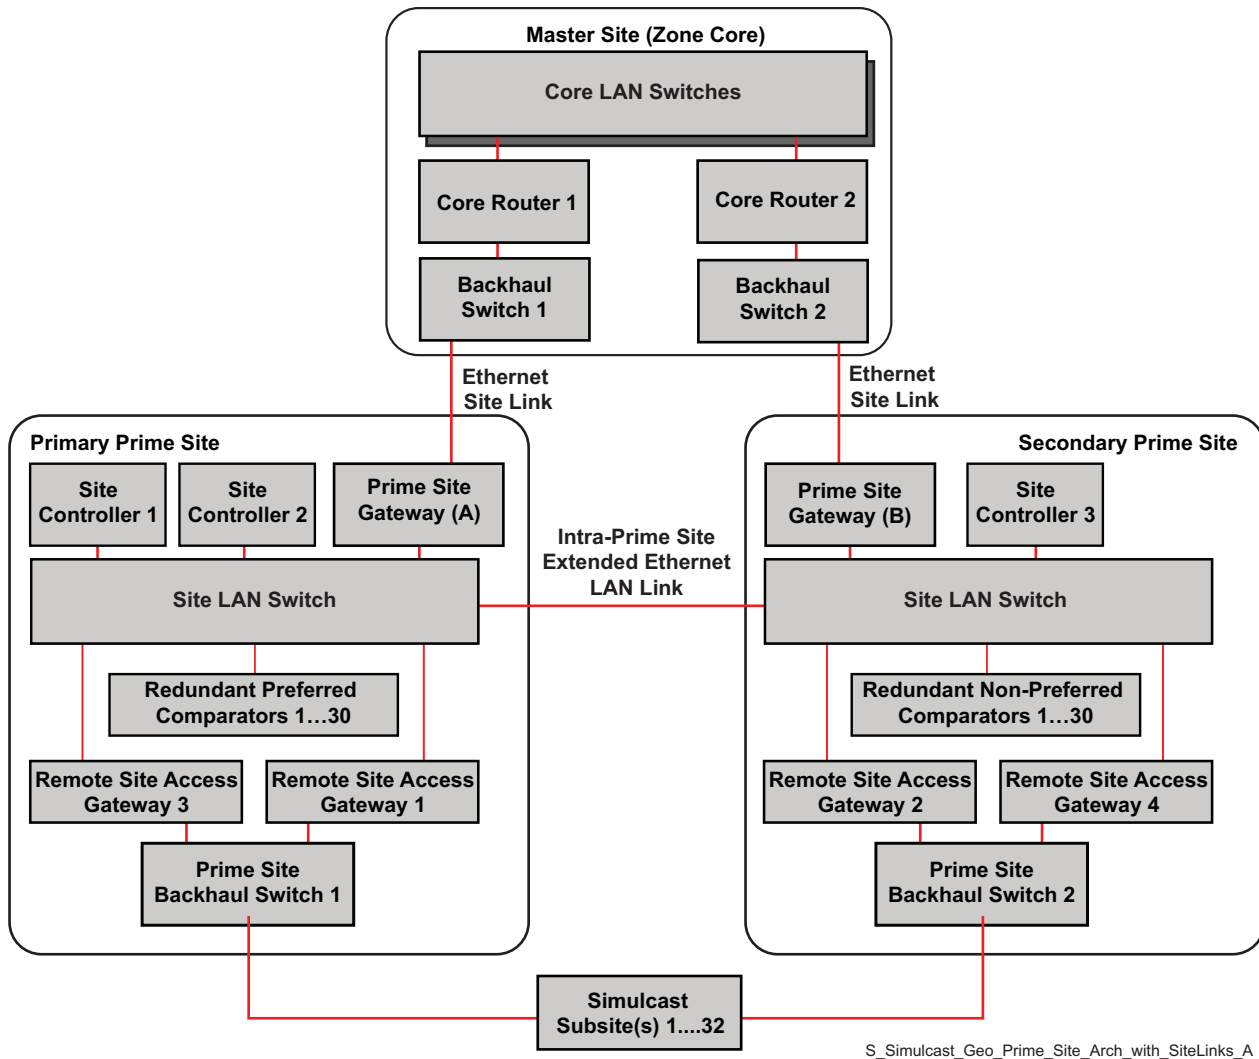 Master Site (Zone Core)
Core LAN Switches
Core Router 1
Core Router 2
Backhaul
Switch 1
Backhaul
Switch 2
Ethernet
Site Link
Ethernet
Site Link
Primary Prime Site
Site
Controller 1
Site
Controller 2
Prime Site
Gateway (A)
Site LAN Switch
Redundant Preferred
Comparators 1...30
Remote Site Access
Gateway 3
Remote Site Access
Gateway 1
Prime Site
Backhaul Switch 1
Intra-Prime Site
Extended Ethernet
LAN Link
Secondary Prime Site
Prime Site
Gateway (B)
Site
Controller 3
Site LAN Switch
Redundant Non-Preferred
Comparators 1...30
Remote Site Access
Gateway 2
Remote Site Access
Gateway 4
Prime Site
Backhaul Switch 2
Simulcast
Subsite(s) 1....32
S_Simulcast_Geo_Prime_Site_Arch_with_SiteLinks_A